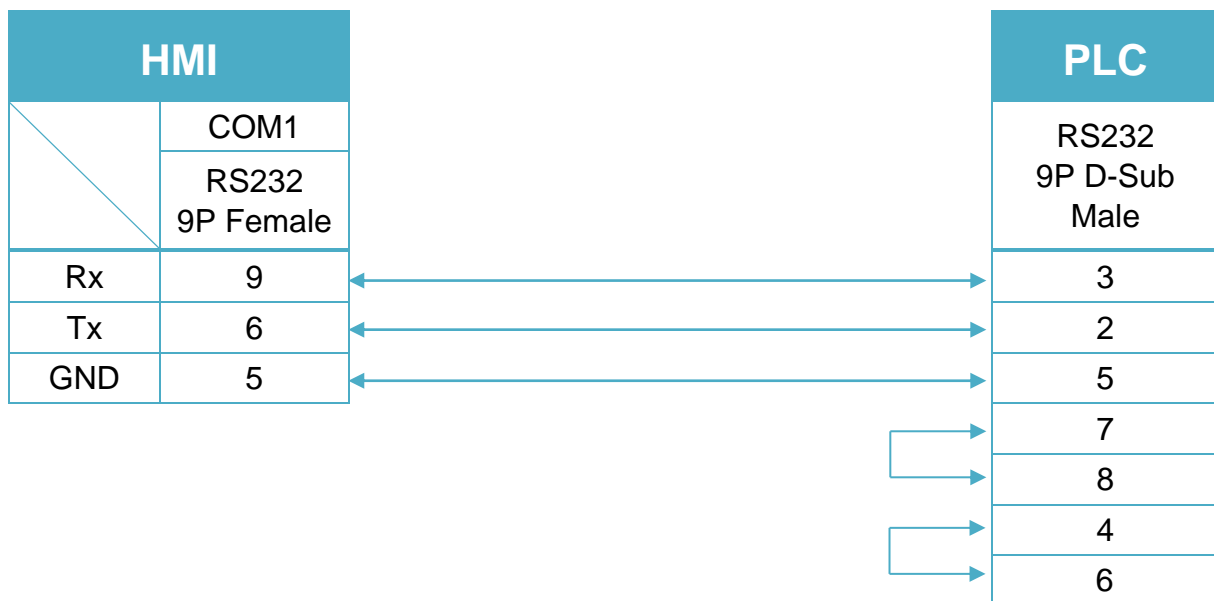 HMI
COM1
RS232
9P Female
Rx 9
Tx 6
GND 5
PLC
RS232
9P D-Sub
Male
3
2
5
7
8
4
6